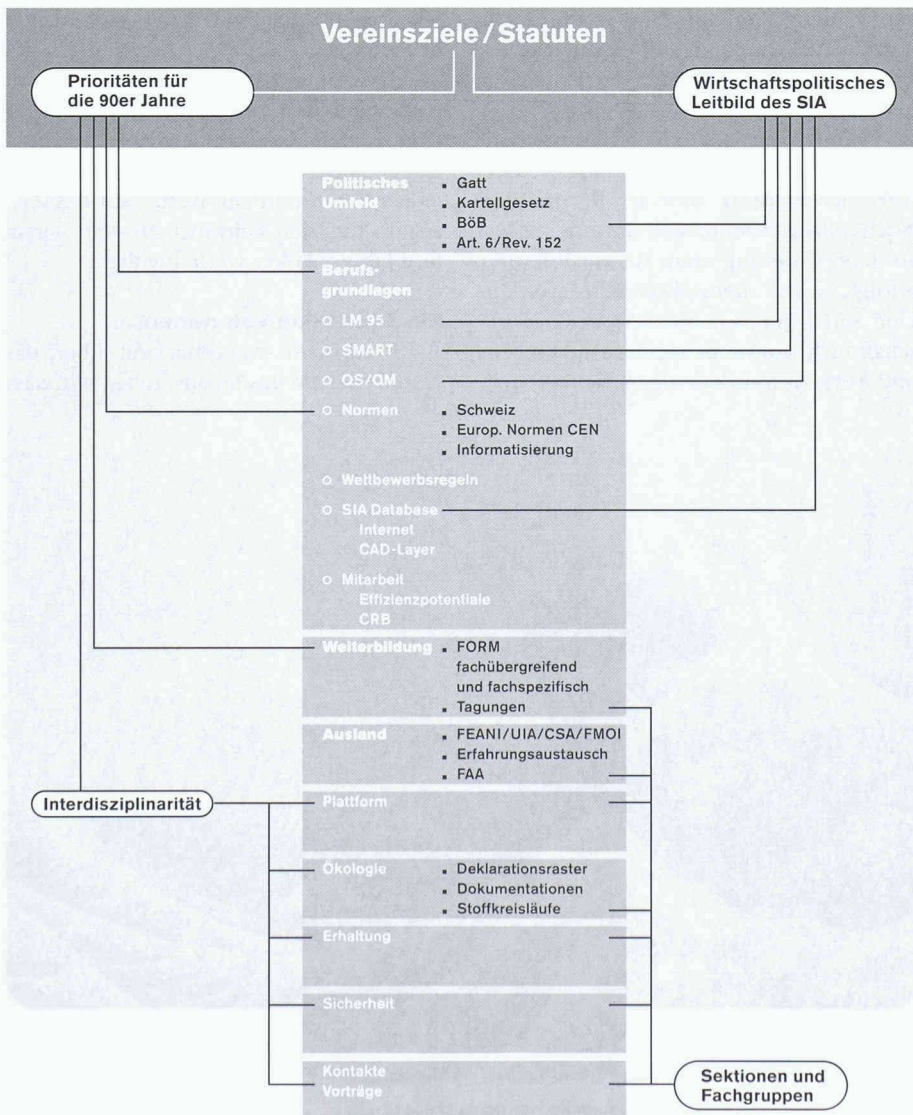 Vereinsziele / Statuten
Prioritäten für
die 90er Jahre
Wirtschaftspolitisches
Leitbild des SIA
Politisches
Umfeld
▪ Gatt
▪ Kartellgesetz
▪ BöB
▪ Art. 6/Rev. 152
Berufs-
grundlagen
o LM 95
o SMART
o QS/QM
o Normen
▪ Schweiz
▪ Europ. Normen CEN
▪ Informatisierung
o Wettbewerbsregeln
o SIA Database
Internet
CAD-Layer
o Mitarbeit
Effizienzpotentiale
CRB
Weiterbildung
▪ FORM
fachübergreifend
und fachspezifisch
▪ Tagungen
Ausland
▪ FEANI/UIA/CSA/FMOI
▪ Erfahrungsaustausch
▪ FAA
Interdisziplinarität
Plattform
Ökologie
▪ Deklarationsraster
▪ Dokumentationen
▪ Stoffkreisläufe
Erhaltung
Sicherheit
Kontakte
Vorträge
Sektionen und
Fachgruppen